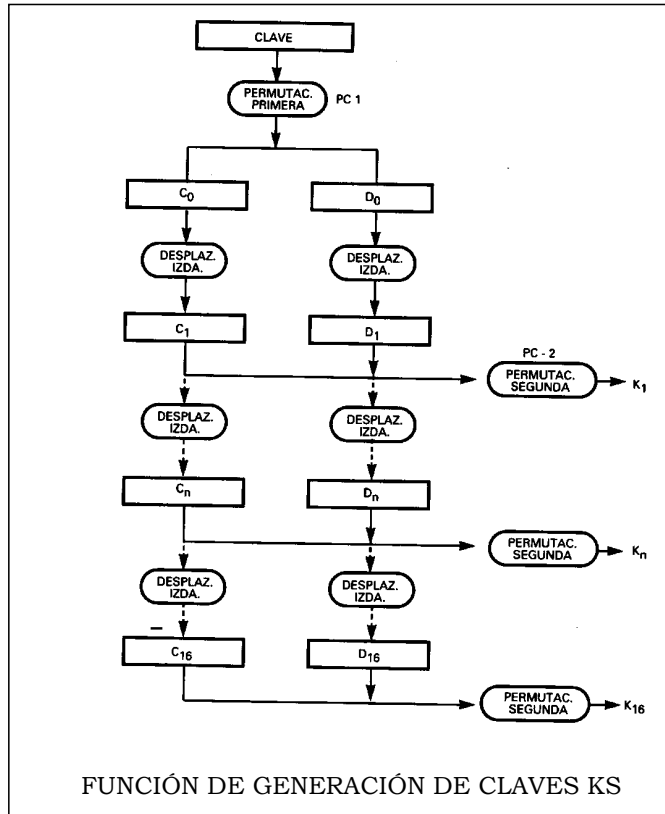 CLAVE
PERMUTAC.
PRIMERA
PC 1
C0
D0
DESPLAZ.
IZDA.
DESPLAZ.
IZDA.
C1
D1
PC - 2
PERMUTAC.
SEGUNDA
K1
DESPLAZ.
IZDA.
DESPLAZ.
IZDA.
Cn
Dn
PERMUTAC.
SEGUNDA
Kn
DESPLAZ.
IZDA.
DESPLAZ.
IZDA.
C16
D16
PERMUTAC.
SEGUNDA
K16
FUNCIÓN DE GENERACIÓN DE CLAVES KS